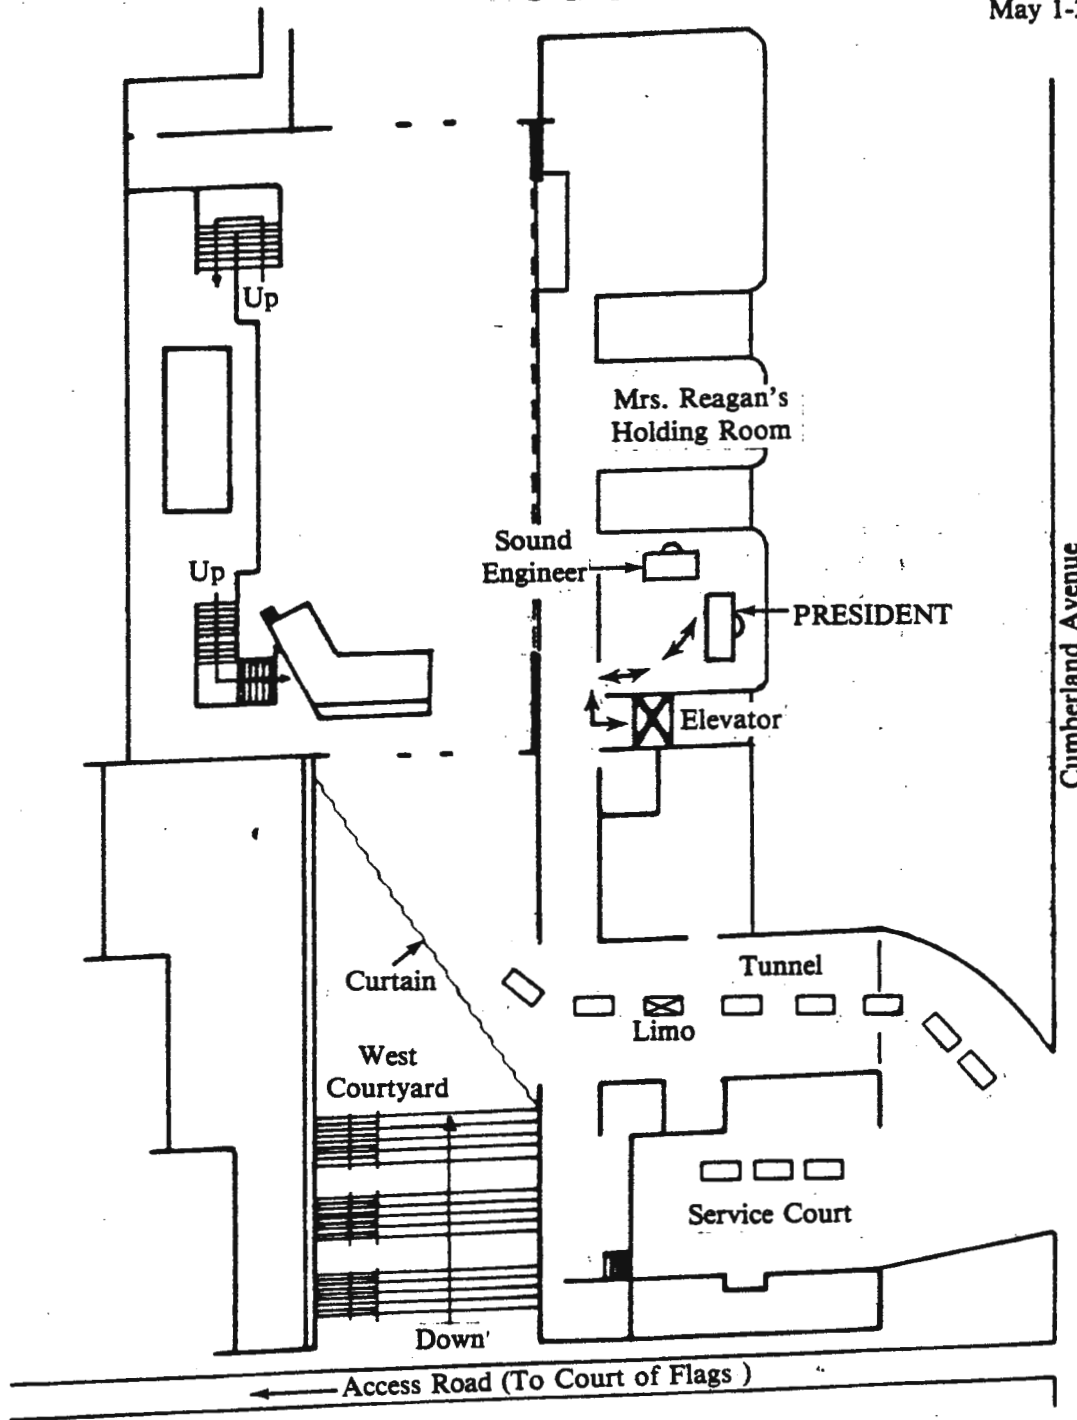 May 1-
Up
Mrs. Reagan's
Holding Room
Sound
Engineer
Up
PRESIDENT
Elevator
Cumberland Avenue
Tunnel
Curtain
Limo
West
Courtyard
Service Court
Down
Access Road (To Court of Flags )